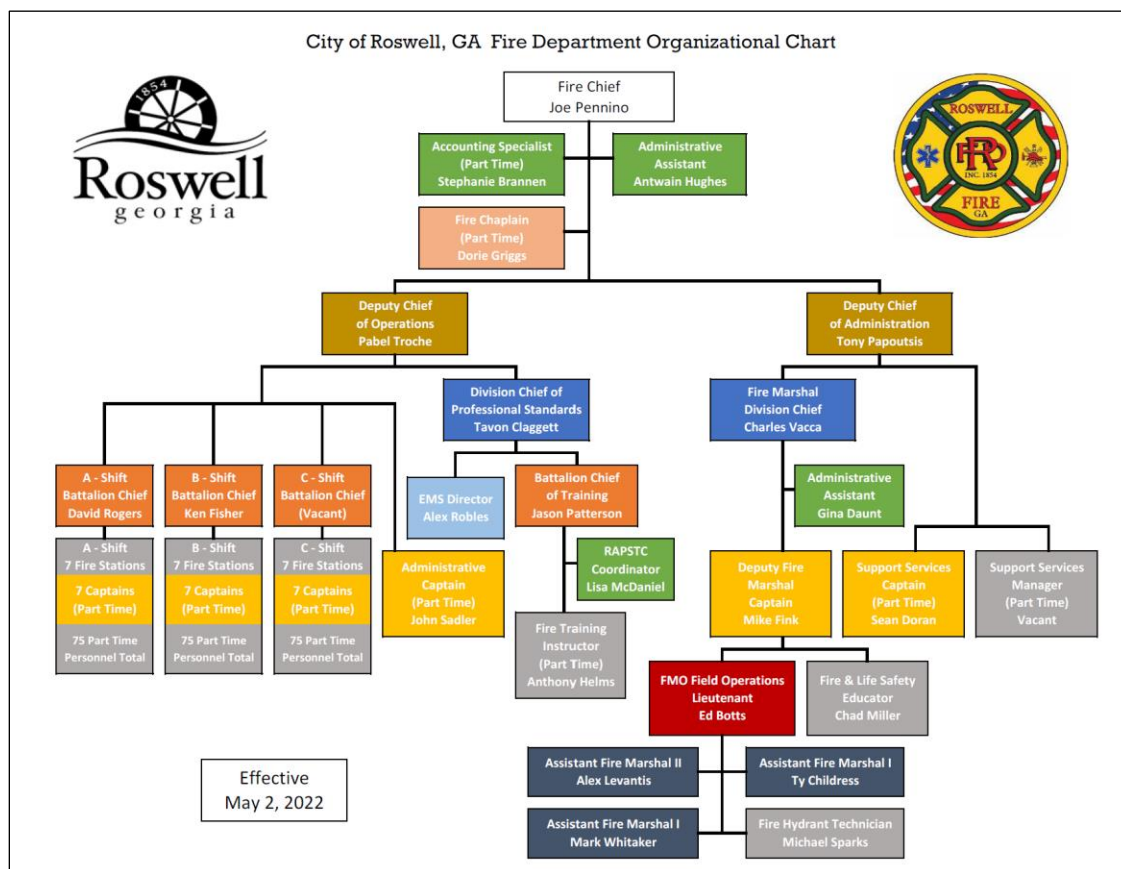 City of Roswell, GA Fire Department Organizational Chart
1854
Roswell
georgia
ROSWELL
RFD
INC. 1854
FIRE
GA
Fire Chief
Joe Pennino
Accounting Specialist
(Part Time)
Stephanie Brannen
Administrative
Assistant
Antwain Hughes
Fire Chaplain
(Part Time)
Dorie Griggs
Deputy Chief
of Operations
Pabel Troche
Deputy Chief
of Administration
Tony Papoutsis
Division Chief of
Professional Standards
Tavon Claggett
Fire Marshal
Division Chief
Charles Vacca
A - Shift
Battalion Chief
David Rogers
B - Shift
Battalion Chief
Ken Fisher
C - Shift
Battalion Chief
(Vacant)
EMS Director
Alex Robles
Battalion Chief
of Training
Jason Patterson
Administrative
Assistant
Gina Daunt
A - Shift
7 Fire Stations
7 Captains
(Part Time)
75 Part Time
Personnel Total
B - Shift
7 Fire Stations
7 Captains
(Part Time)
75 Part Time
Personnel Total
C - Shift
7 Fire Stations
7 Captains
(Part Time)
75 Part Time
Personnel Total
Administrative
Captain
(Part Time)
John Sadler
RAPSTC
Coordinator
Lisa McDaniel
Fire Training
Instructor
(Part Time)
Anthony Helms
Deputy Fire
Marshal
Captain
Mike Fink
Support Services
Captain
(Part Time)
Sean Doran
Support Services
Manager
(Part Time)
Vacant
FMO Field Operations
Lieutenant
Ed Botts
Fire & Life Safety
Educator
Chad Miller
Assistant Fire Marshal II
Alex Levantis
Assistant Fire Marshal I
Ty Childress
Assistant Fire Marshal I
Mark Whitaker
Fire Hydrant Technician
Michael Sparks
Effective
May 2, 2022